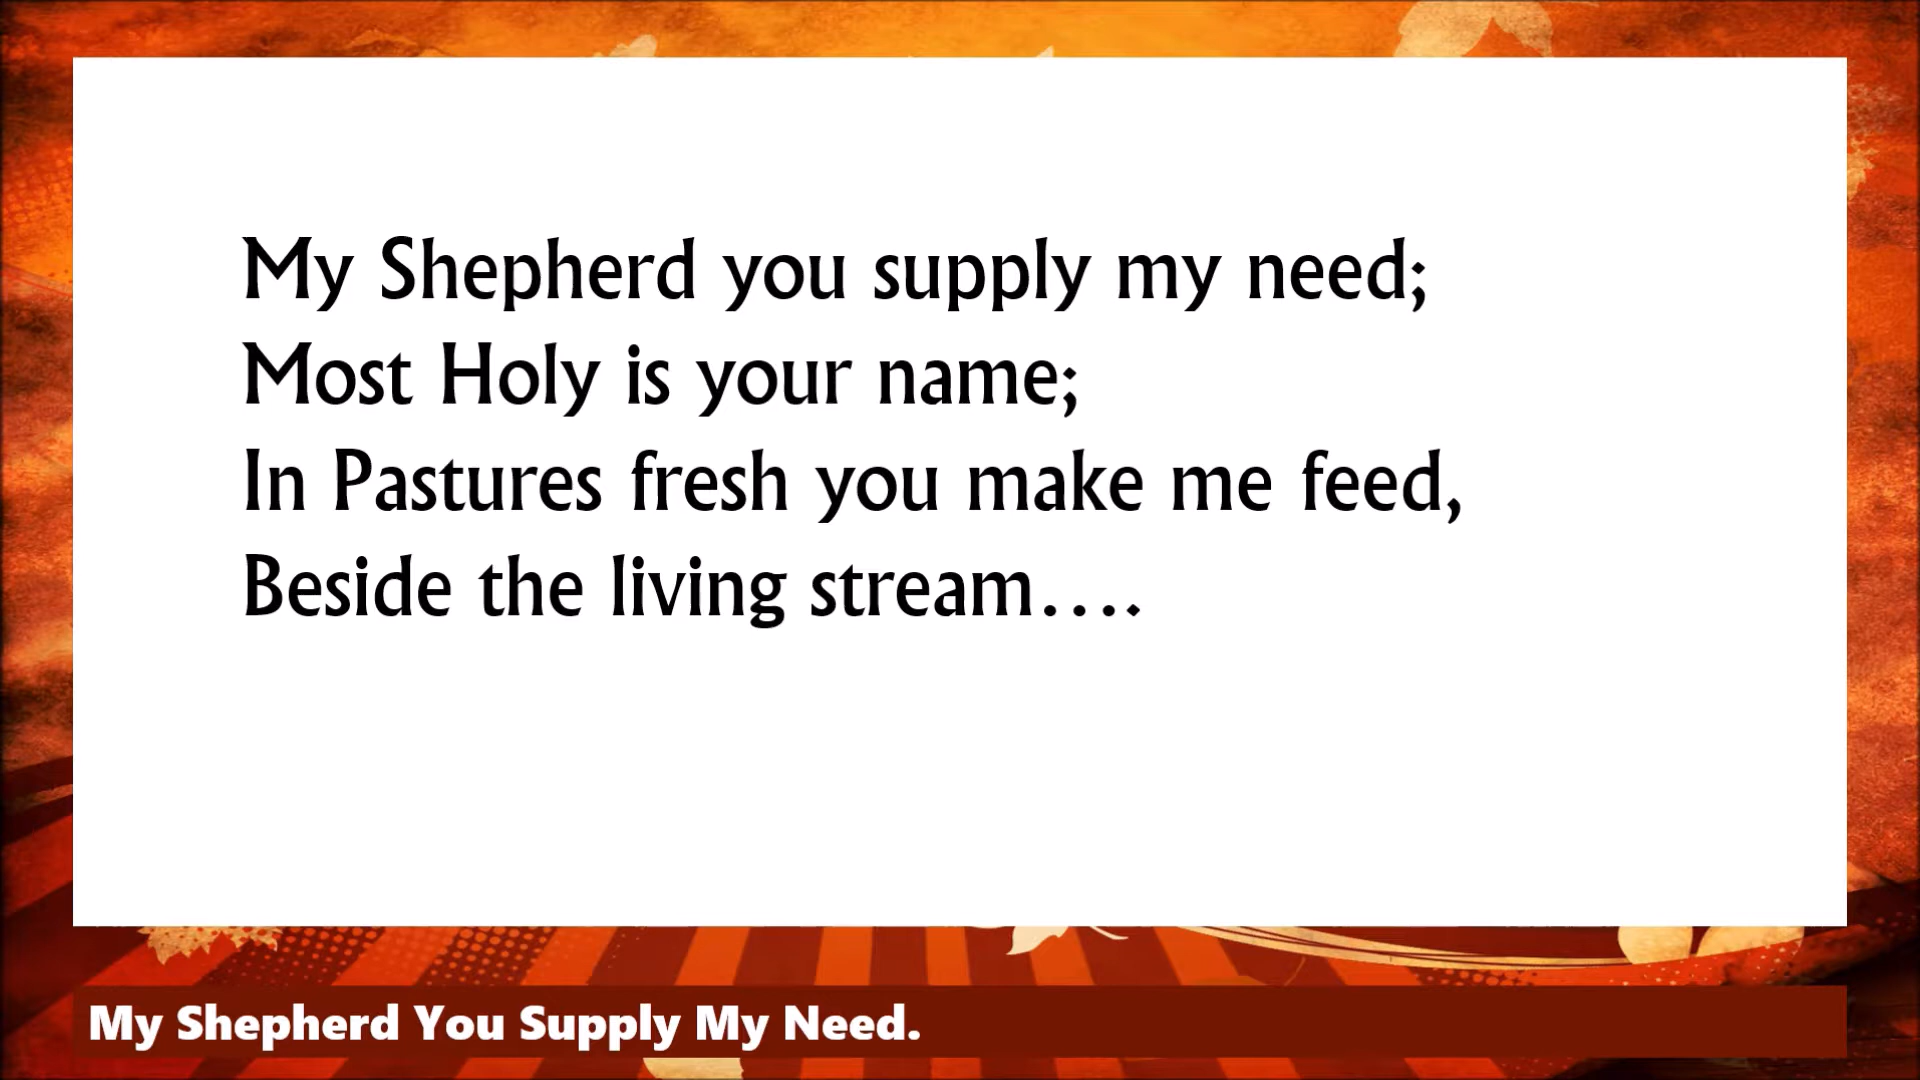 My Shepherd you supply my need;
Most Holy is your name;
In Pastures fresh you make me feed,
Beside the living stream....
My Shepherd You Supply My Need.